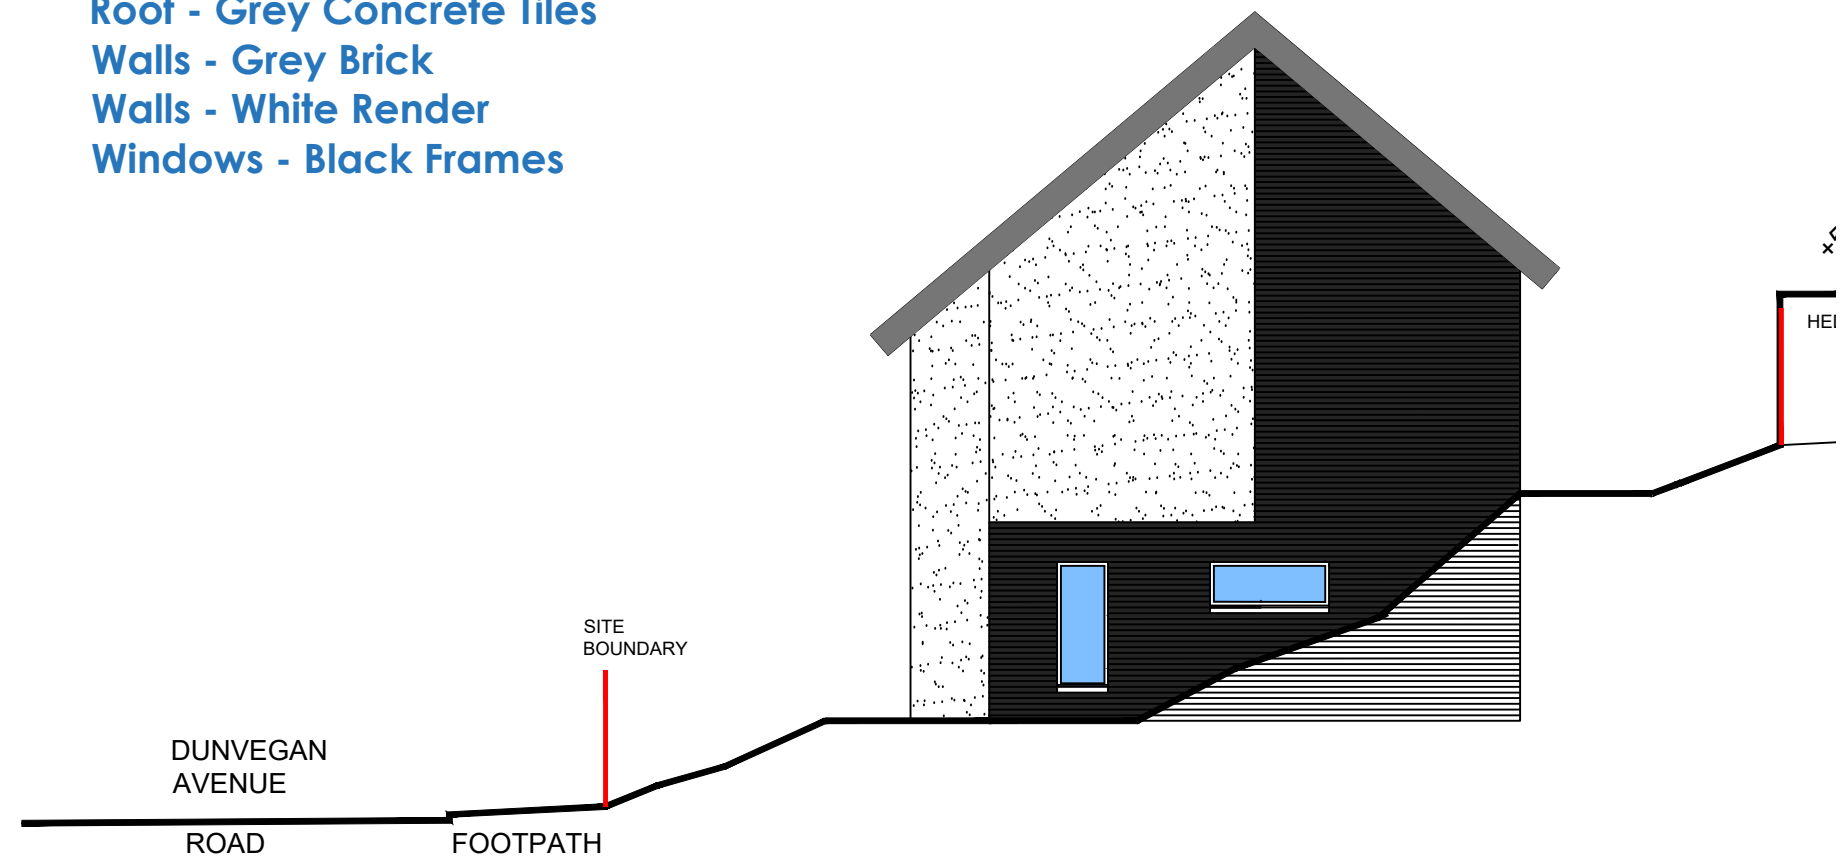 Roof - Grey Concrete Tiles
Walls - Grey Brick
Walls - White Render
Windows - Black Frames
SITE
BOUNDARY
DUNVEGAN
AVENUE
ROAD
FOOTPATH